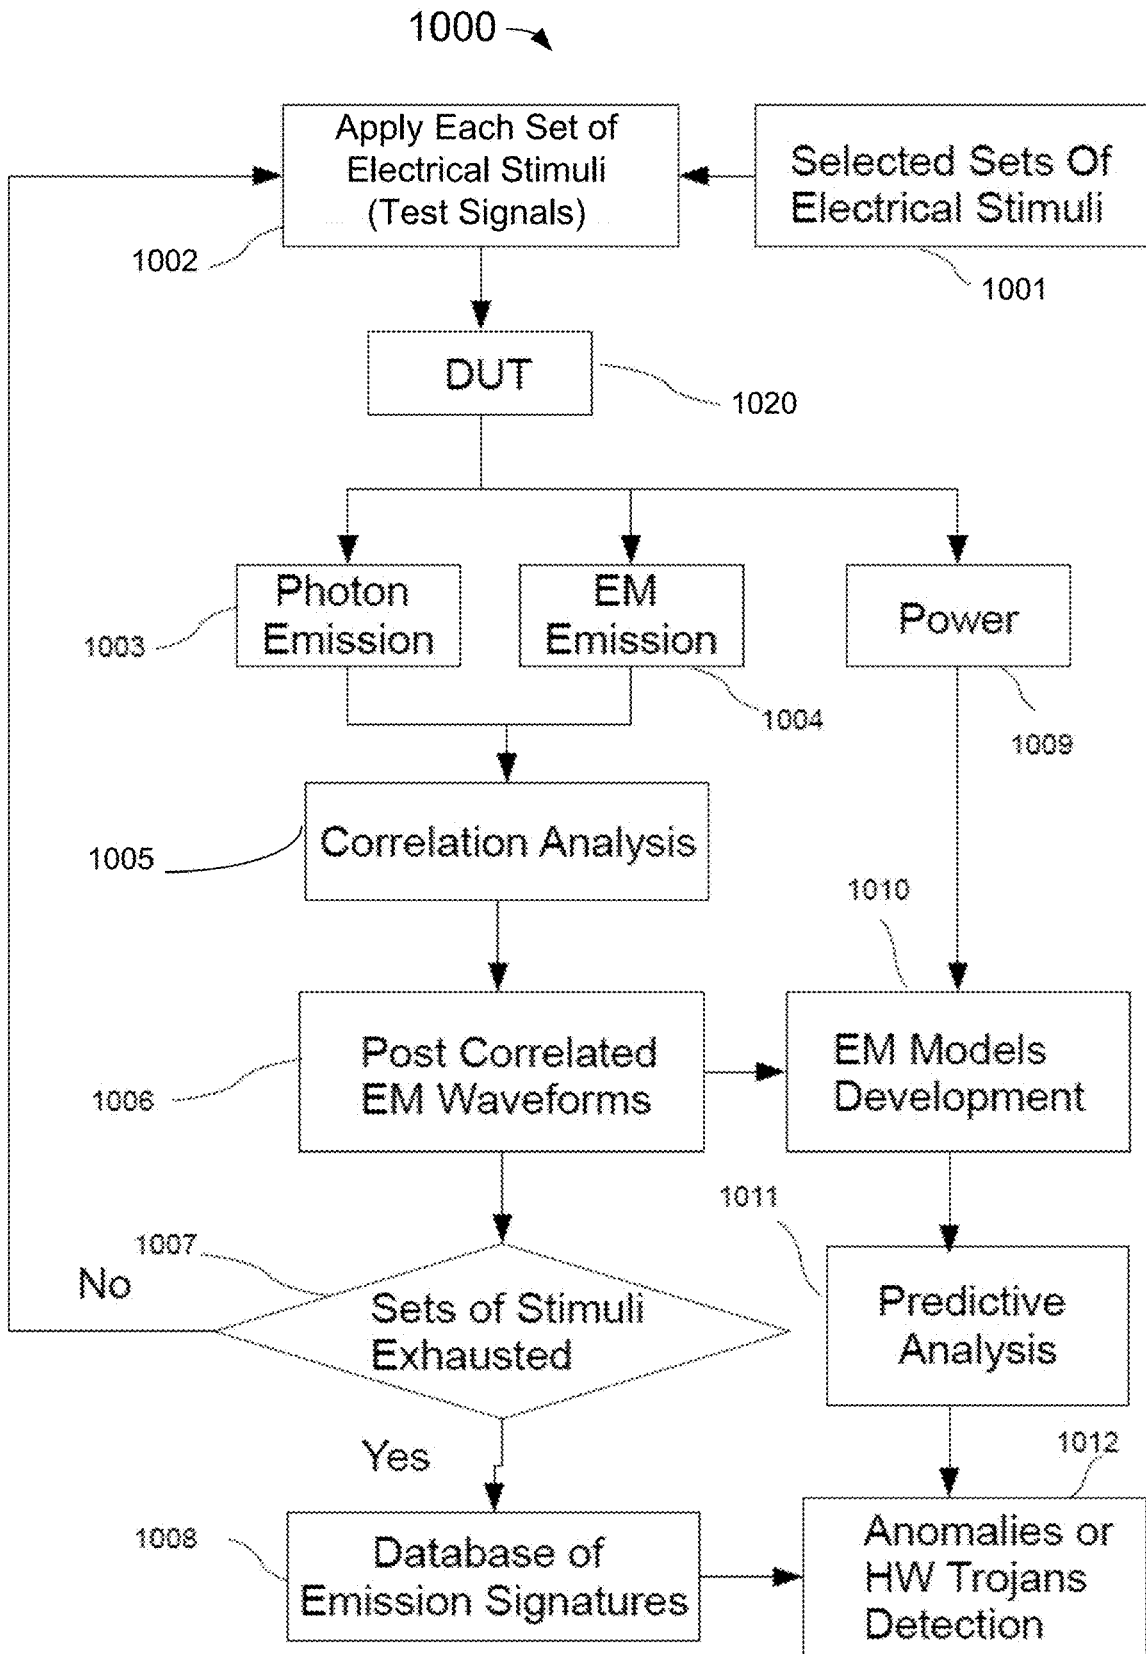 1000
Apply Each Set of
Electrical Stimuli
(Test Signals)
1002
Selected Sets Of
Electrical Stimuli
1001
DUT
1020
Photon
Emission
1003
EM
Emission
1004
Power
1009
Correlation Analysis
1005
1010
Post Correlated
EM Waveforms
1006
EM Models
Development
1007
No
Sets of Stimuli
Exhausted
Yes
1011
Predictive
Analysis
1012
1008
Database of
Emission Signatures
Anomalies or
HW Trojans
Detection